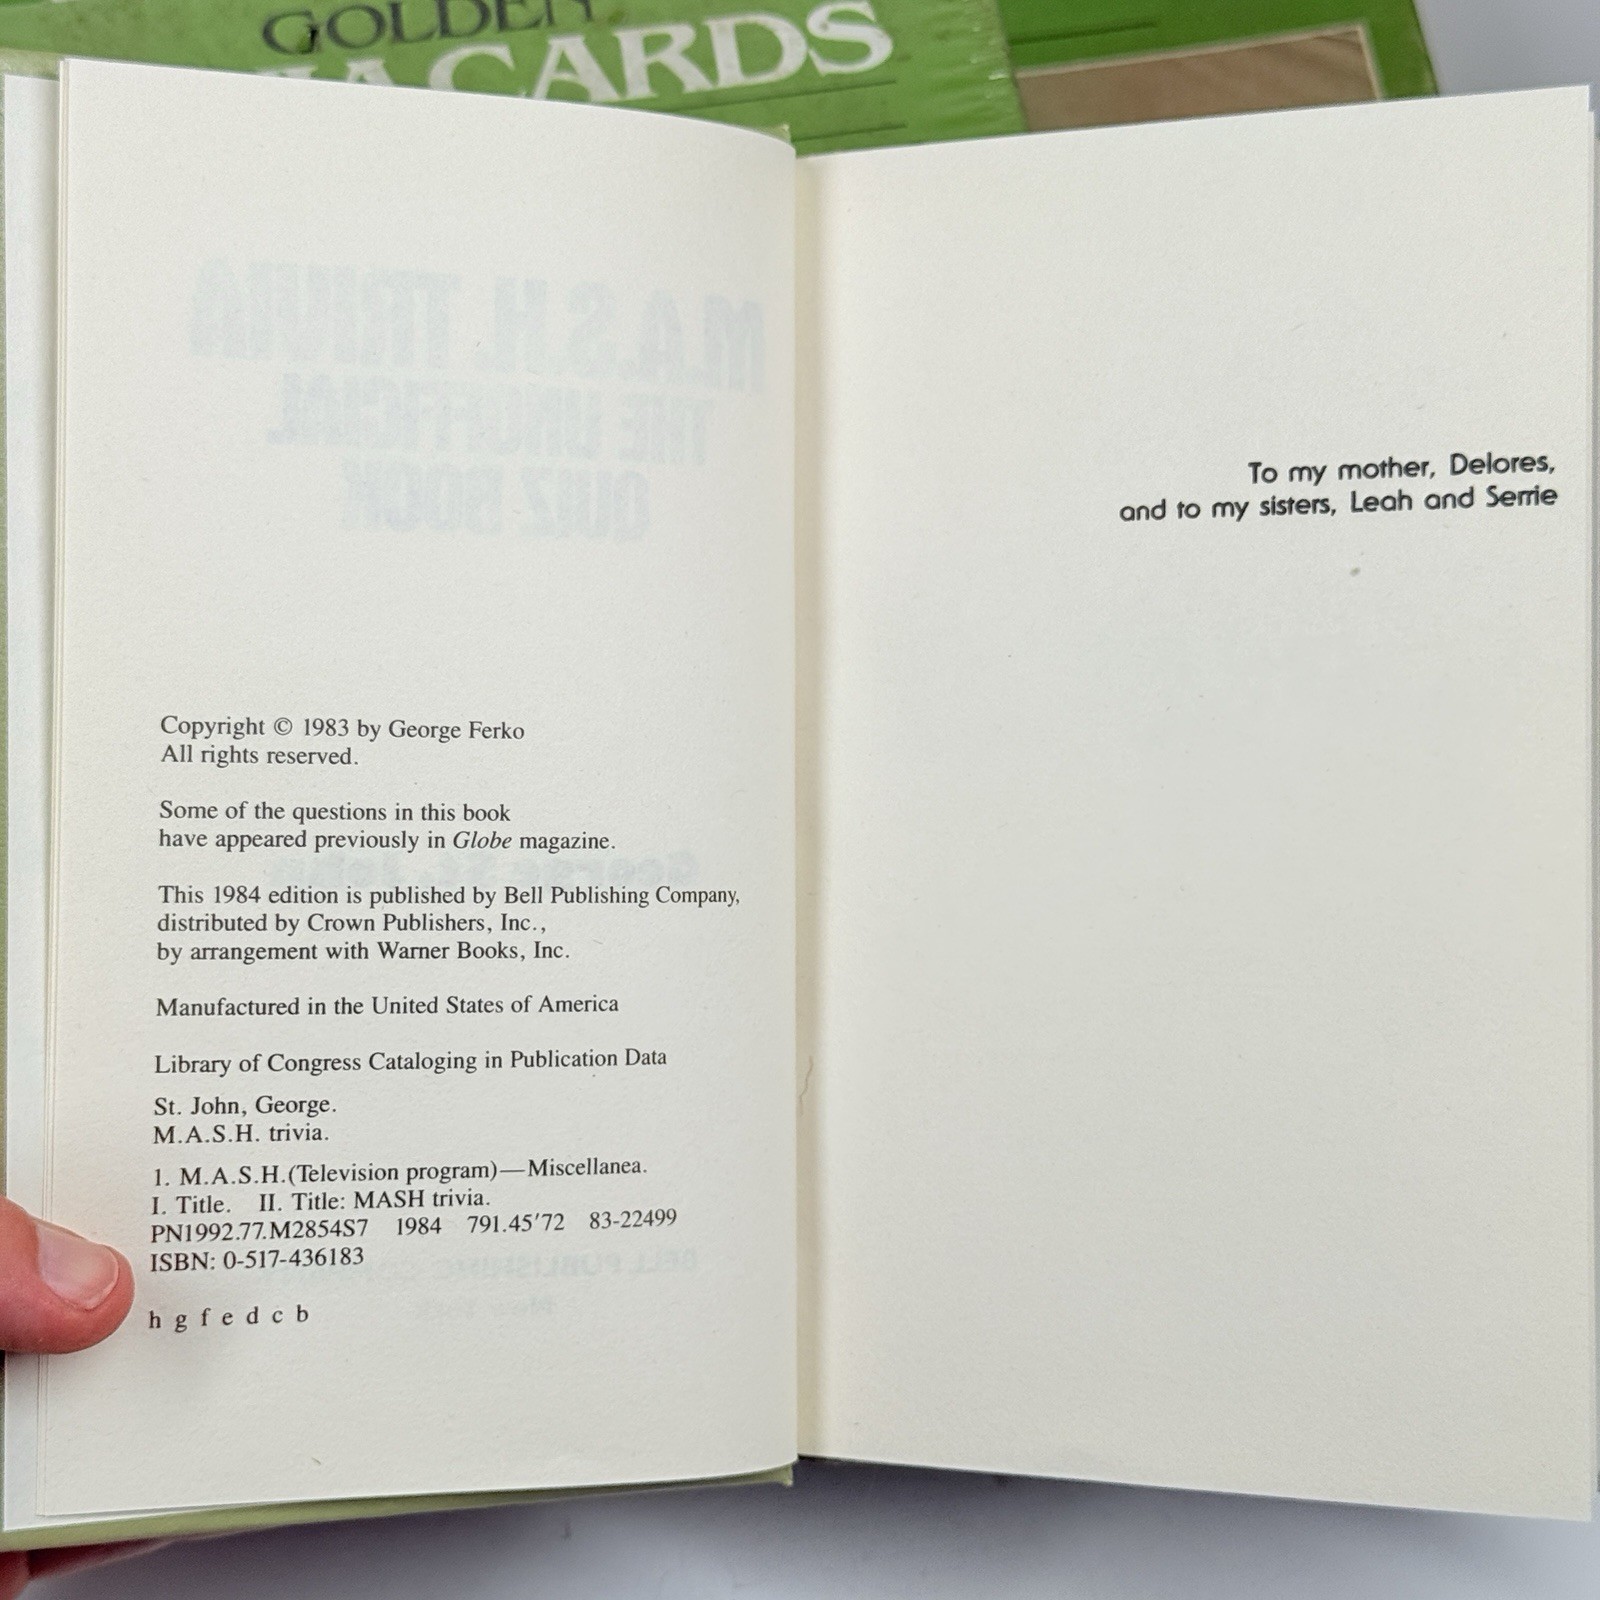 GOLDEN
CARDS
Copyright © 1983 by George Ferko
All rights reserved.
Some of the questions in this book
have appeared previously in Globe magazine.
This 1984 edition is published by Bell Publishing Company,
distributed by Crown Publishers, Inc.,
by arrangement with Warner Books, Inc.
Manufactured in the United States of America
Library of Congress Cataloging in Publication Data
St. John, George.
M.A.S.H. trivia.
1. M.A.S.H.(Television program)—Miscellanea.
I. Title. II. Title: MASH trivia.
PN1992.77.M2854S7 1984 791.45′72 83-22499
ISBN: 0-517-436183
h g f e d c b
To my mother, Delores,
and to my sisters, Leah and Serrie